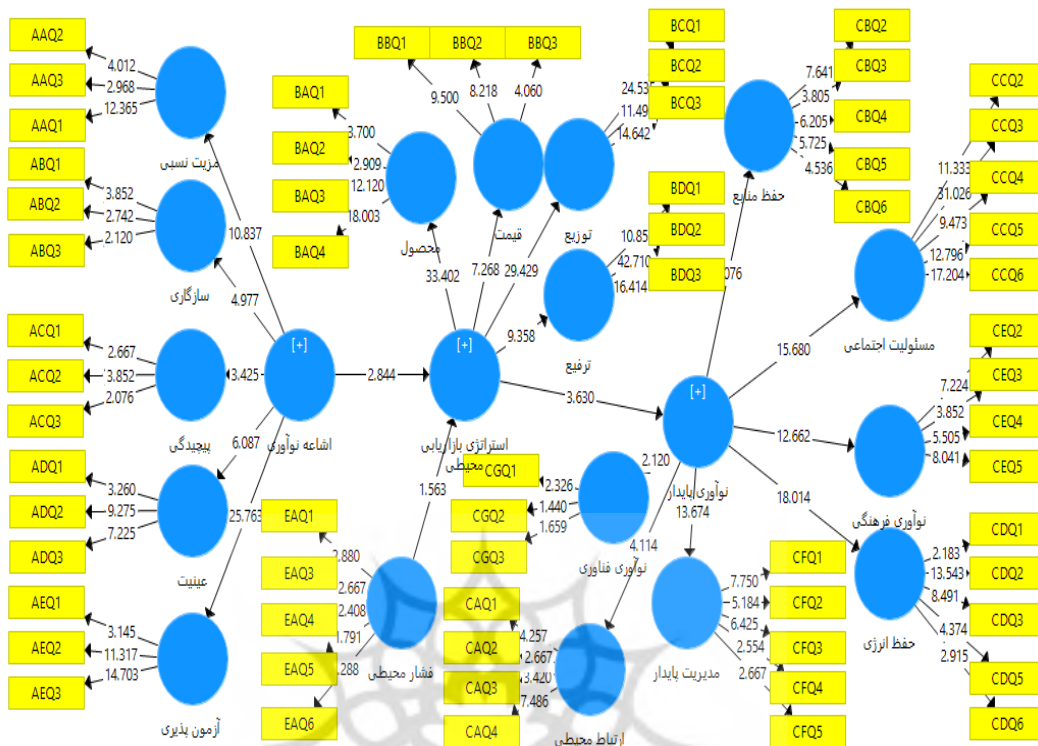 AAQ2
AAQ3
AAQ1
4.012
2.968
12.365
مزیت نسبی
ABQ1
ABQ2
ABQ3
3.852
2.742
2.120
سازگاری
ACQ1
ACQ2
ACQ3
2.667
3.852
2.076
پیچیدگی
ADQ1
ADQ2
ADQ3
3.260
9.275
7.225
عینیت
AEQ1
AEQ2
AEQ3
3.145
11.317
14.703
آزمون پذیری
10.837
4.977
3.425
6.087
25.763
[+]
اشاعه نوآوری
2.844
BAQ1
BAQ2
BAQ3
BAQ4
3.700
2.909
12.120
18.003
محصول
BBQ1
BBQ2
BBQ3
9.500
8.218
4.060
قیمت
BCQ1
BCQ2
BCQ3
24.535
11.49
14.642
توزیع
BDQ1
BDQ2
BDQ3
10.85
42.710
16.414
ترفیع
33.402
7.268
29.429
9.358
[+]
استراتژی بازاریابی
محیطی
1.563
3.630
EAQ1
EAQ3
EAQ4
EAQ5
EAQ6
2.880
2.667
2.408
1.791
.288
فشار محیطی
CBQ2
CBQ3
CBQ4
CBQ5
CBQ6
7.641
3.805
6.205
5.725
4.536
حفظ منابع
CCQ2
CCQ3
CCQ4
CCQ5
CCQ6
11.333
31.026
9.473
12.796
17.204
مسئولیت اجتماعی
CEQ2
CEQ3
CEQ4
CEQ5
7.224
3.852
5.505
8.041
نوآوری فرهنگی
CDQ1
CDQ2
CDQ3
CDQ5
CDQ6
2.183
13.543
8.491
4.374
2.915
حفظ انرژی
CFQ1
CFQ2
CFQ3
CFQ4
CFQ5
7.750
5.184
6.425
2.554
2.667
مدیریت پایدار
CAQ1
CAQ2
CAQ3
CAQ4
4.257
2.667
3.420
7.486
ارتباط محیطی
CGQ1
CGQ2
CGQ3
2.326
1.440
1.659
نوآوری فناوری
[+]
نوآوری پایدار
076
15.680
12.662
18.014
13.674
4.114
2.120